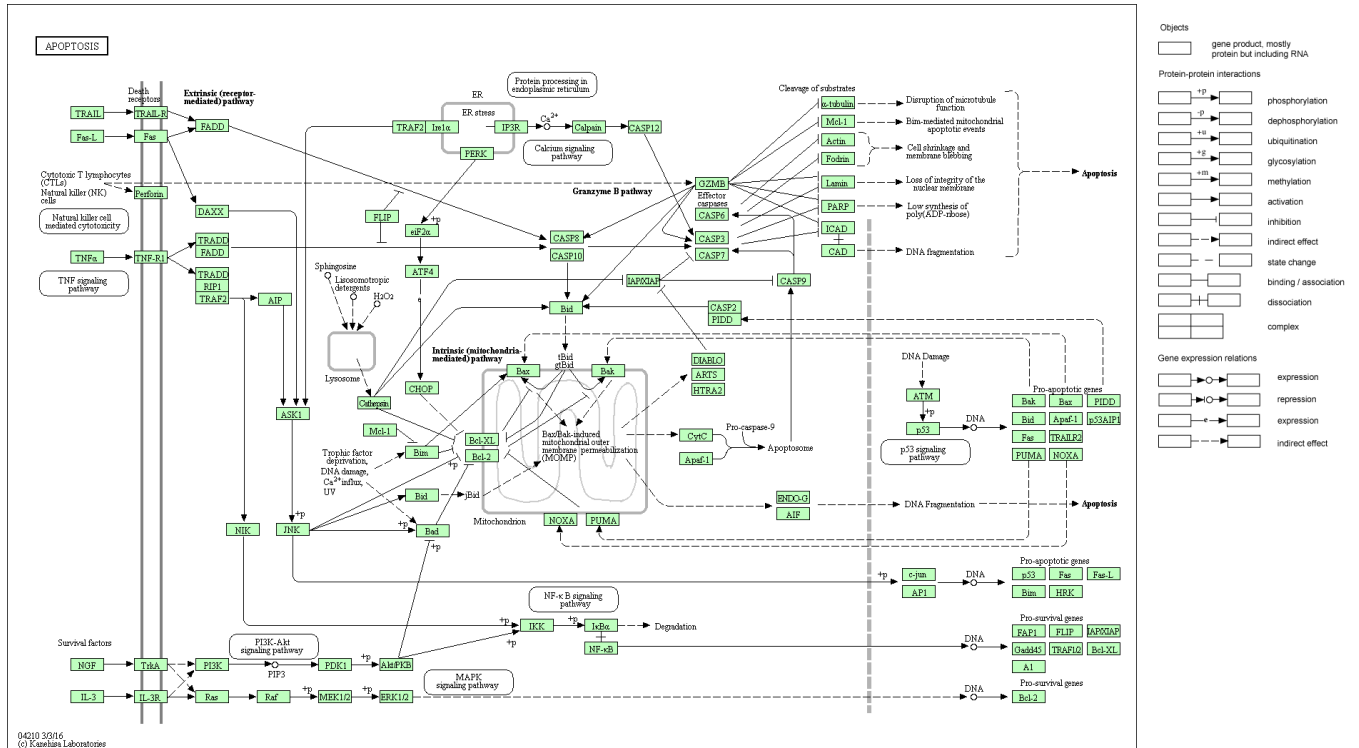 APOPTOSIS
Death
receptors
Extrinsic (receptor-
mediated) pathway
TRAIL
TRAIL-R
FADD
Fas-L
Fas
Cytotoxic T lymphocytes
(CTLs)
Natural killer (NK)
cells
Perforin
Natural killer cell
mediated cytotoxicity
DAXX
TNFα
TNF-R1
TRADD
FADD
TRADD
RIP1
TRAF2
TNF signaling
pathway
AIP
ER
ER stress
TRAF2
Ire1α
IP3R
PERK
Ca2+
Calpain
CASP12
Protein processing in
endoplasmic reticulum
Calcium signaling
pathway
Granzyme B pathway
GZMB
Effector
caspases
CASP6
CASP3
CASP7
FLIP
+p
eIF2α
ATF4
CASP8
CASP10
IAP/XIAP
CASP9
Sphingosine
Lisosomotropic
detergents
H2O2
Lysosome
Bid
CASP2
PIDD
Cleavage of substrates
α-tubulin
Mcl-1
Actin
Fodrin
Lamin
PARP
ICAD
CAD
Disruption of microtubule
function
Bim-mediated mitochondrial
apoptotic events
Cell shrinkage and
membrane blebbing
Loss of integrity of the
nuclear membrane
Low synthesis of
poly(ADP-ribose)
DNA fragmentation
Apoptosis
Intrinsic (mitochondria-
mediated) pathway
tBid
gtBid
Bax
Bak
CHOP
Cathepsin
ASK1
Mcl-1
Bim
Bcl-XL
Bcl-2
+p
Bax/Bak-induced
mitochondrial outer
membrane permeabilization
(MOMP)
DIABLO
ARTS
HTRA2
CytC
Apaf-1
Pro-caspase-9
Apoptosome
Trophic factor
deprivation,
DNA damage,
Ca2+influx,
UV
Bid
jBid
Bad
+p
+p
Mitochondrion
NOXA
PUMA
ENDO-G
AIF
DNA Fragmentation
Apoptosis
DNA Damage
ATM
+p
p53
p53 signaling
pathway
DNA
Pro-apoptotic genes
Bak
Bax
PIDD
Bid
Apaf-1
p53AIP1
Fas
TRAILR2
PUMA
NOXA
NIK
+p
JNK
+p
c-jun
AP1
DNA
Pro-apoptotic genes
p53
Fas
Fas-L
Bim
HRK
NF-κB signaling
pathway
+p
IKK
+p
IκBα
Degradation
NF-κB
+p
DNA
Pro-survival genes
FAP1
FLIP
IAP/XIAP
Gadd45
TRAF1/2
Bcl-XL
A1
Survival factors
NGF
TrkA
PI3K
PI3K-Akt
signaling pathway
PIP3
PDK1
+p
Akt/PKB
IL-3
IL-3R
Ras
Raf
+p
MEK1/2
+p
ERK1/2
MAPK
signaling pathway
DNA
Pro-survival genes
Bcl-2
04210 3/3/16
(c) Kanehisa Laboratories
Objects
gene product, mostly
protein but including RNA
Protein-protein interactions
+p
phosphorylation
-p
dephosphorylation
+u
ubiquitination
+g
glycosylation
+m
methylation
activation
inhibition
indirect effect
state change
binding / association
dissociation
complex
Gene expression relations
expression
repression
e
expression
indirect effect